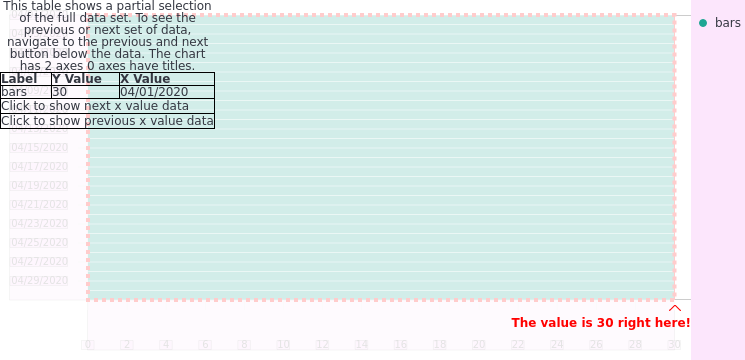 This table shows a partial selection
of the full data set. To see the
previous or next set of data,
navigate to the previous and next
button below the data. The chart
has 2 axes 0 axes have titles.
Label Y Value X Value
bars 30 04/01/2020
Click to show next x value data
Click to show previous x value data
04/15/2020
04/17/2020
04/19/2020
04/21/2020
04/23/2020
04/25/2020
04/27/2020
04/29/2020
bars
The value is 30 right here!
0 2 4 6 8 10 12 14 16 18 20 22 24 26 28 30